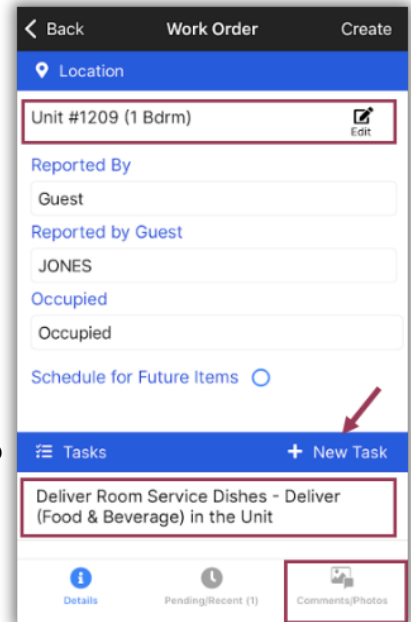 Back Work Order Create
Location
Unit #1209 (1 Bdrm)
Edit
Reported By
Guest
Reported by Guest
JONES
Occupied
Occupied
Schedule for Future Items
Tasks + New Task
Deliver Room Service Dishes - Deliver
(Food & Beverage) in the Unit
Details Pending/Recent (1) Comments/Photos